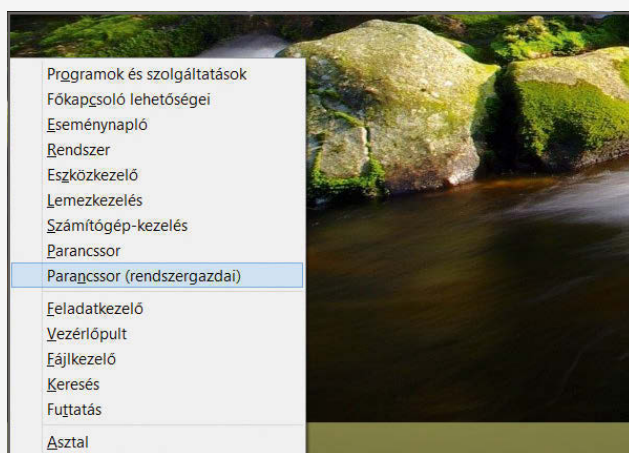 Programok és szolgáltatások
Főkapcsoló lehetőségei
Eseménynapló
Rendszer
Eszközkezelő
Lemezkezelés
Számítógép-kezelés
Parancssor
Parancssor (rendszergazdai)
Feladatkezelő
Vezérlőpult
Fájlkezelő
Keresés
Futtatás
Asztal